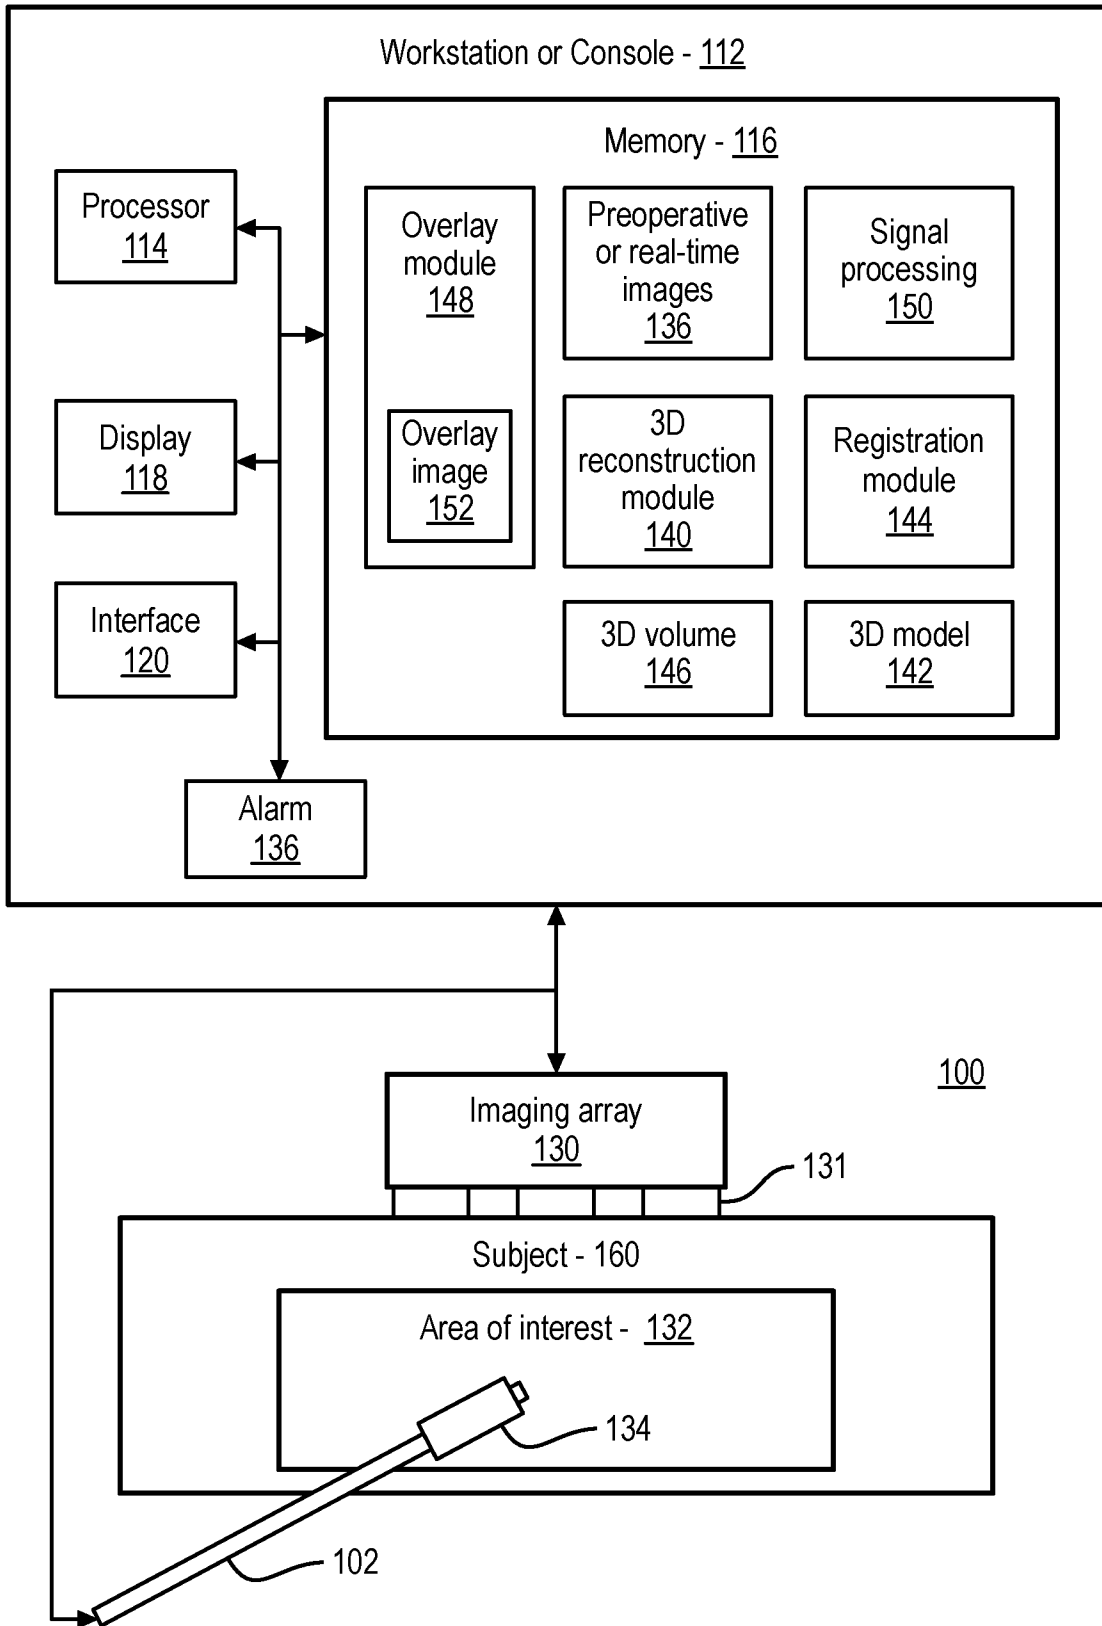 Workstation or Console - 112
Memory - 116
Processor
114
Overlay
module
148
Preoperative
or real-time
images
136
Signal
processing
150
Display
118
Overlay
image
152
3D
reconstruction
module
140
Registration
module
144
Interface
120
3D volume
146
3D model
142
Alarm
136
100
Imaging array
130
131
Subject - 160
Area of interest - 132
134
102